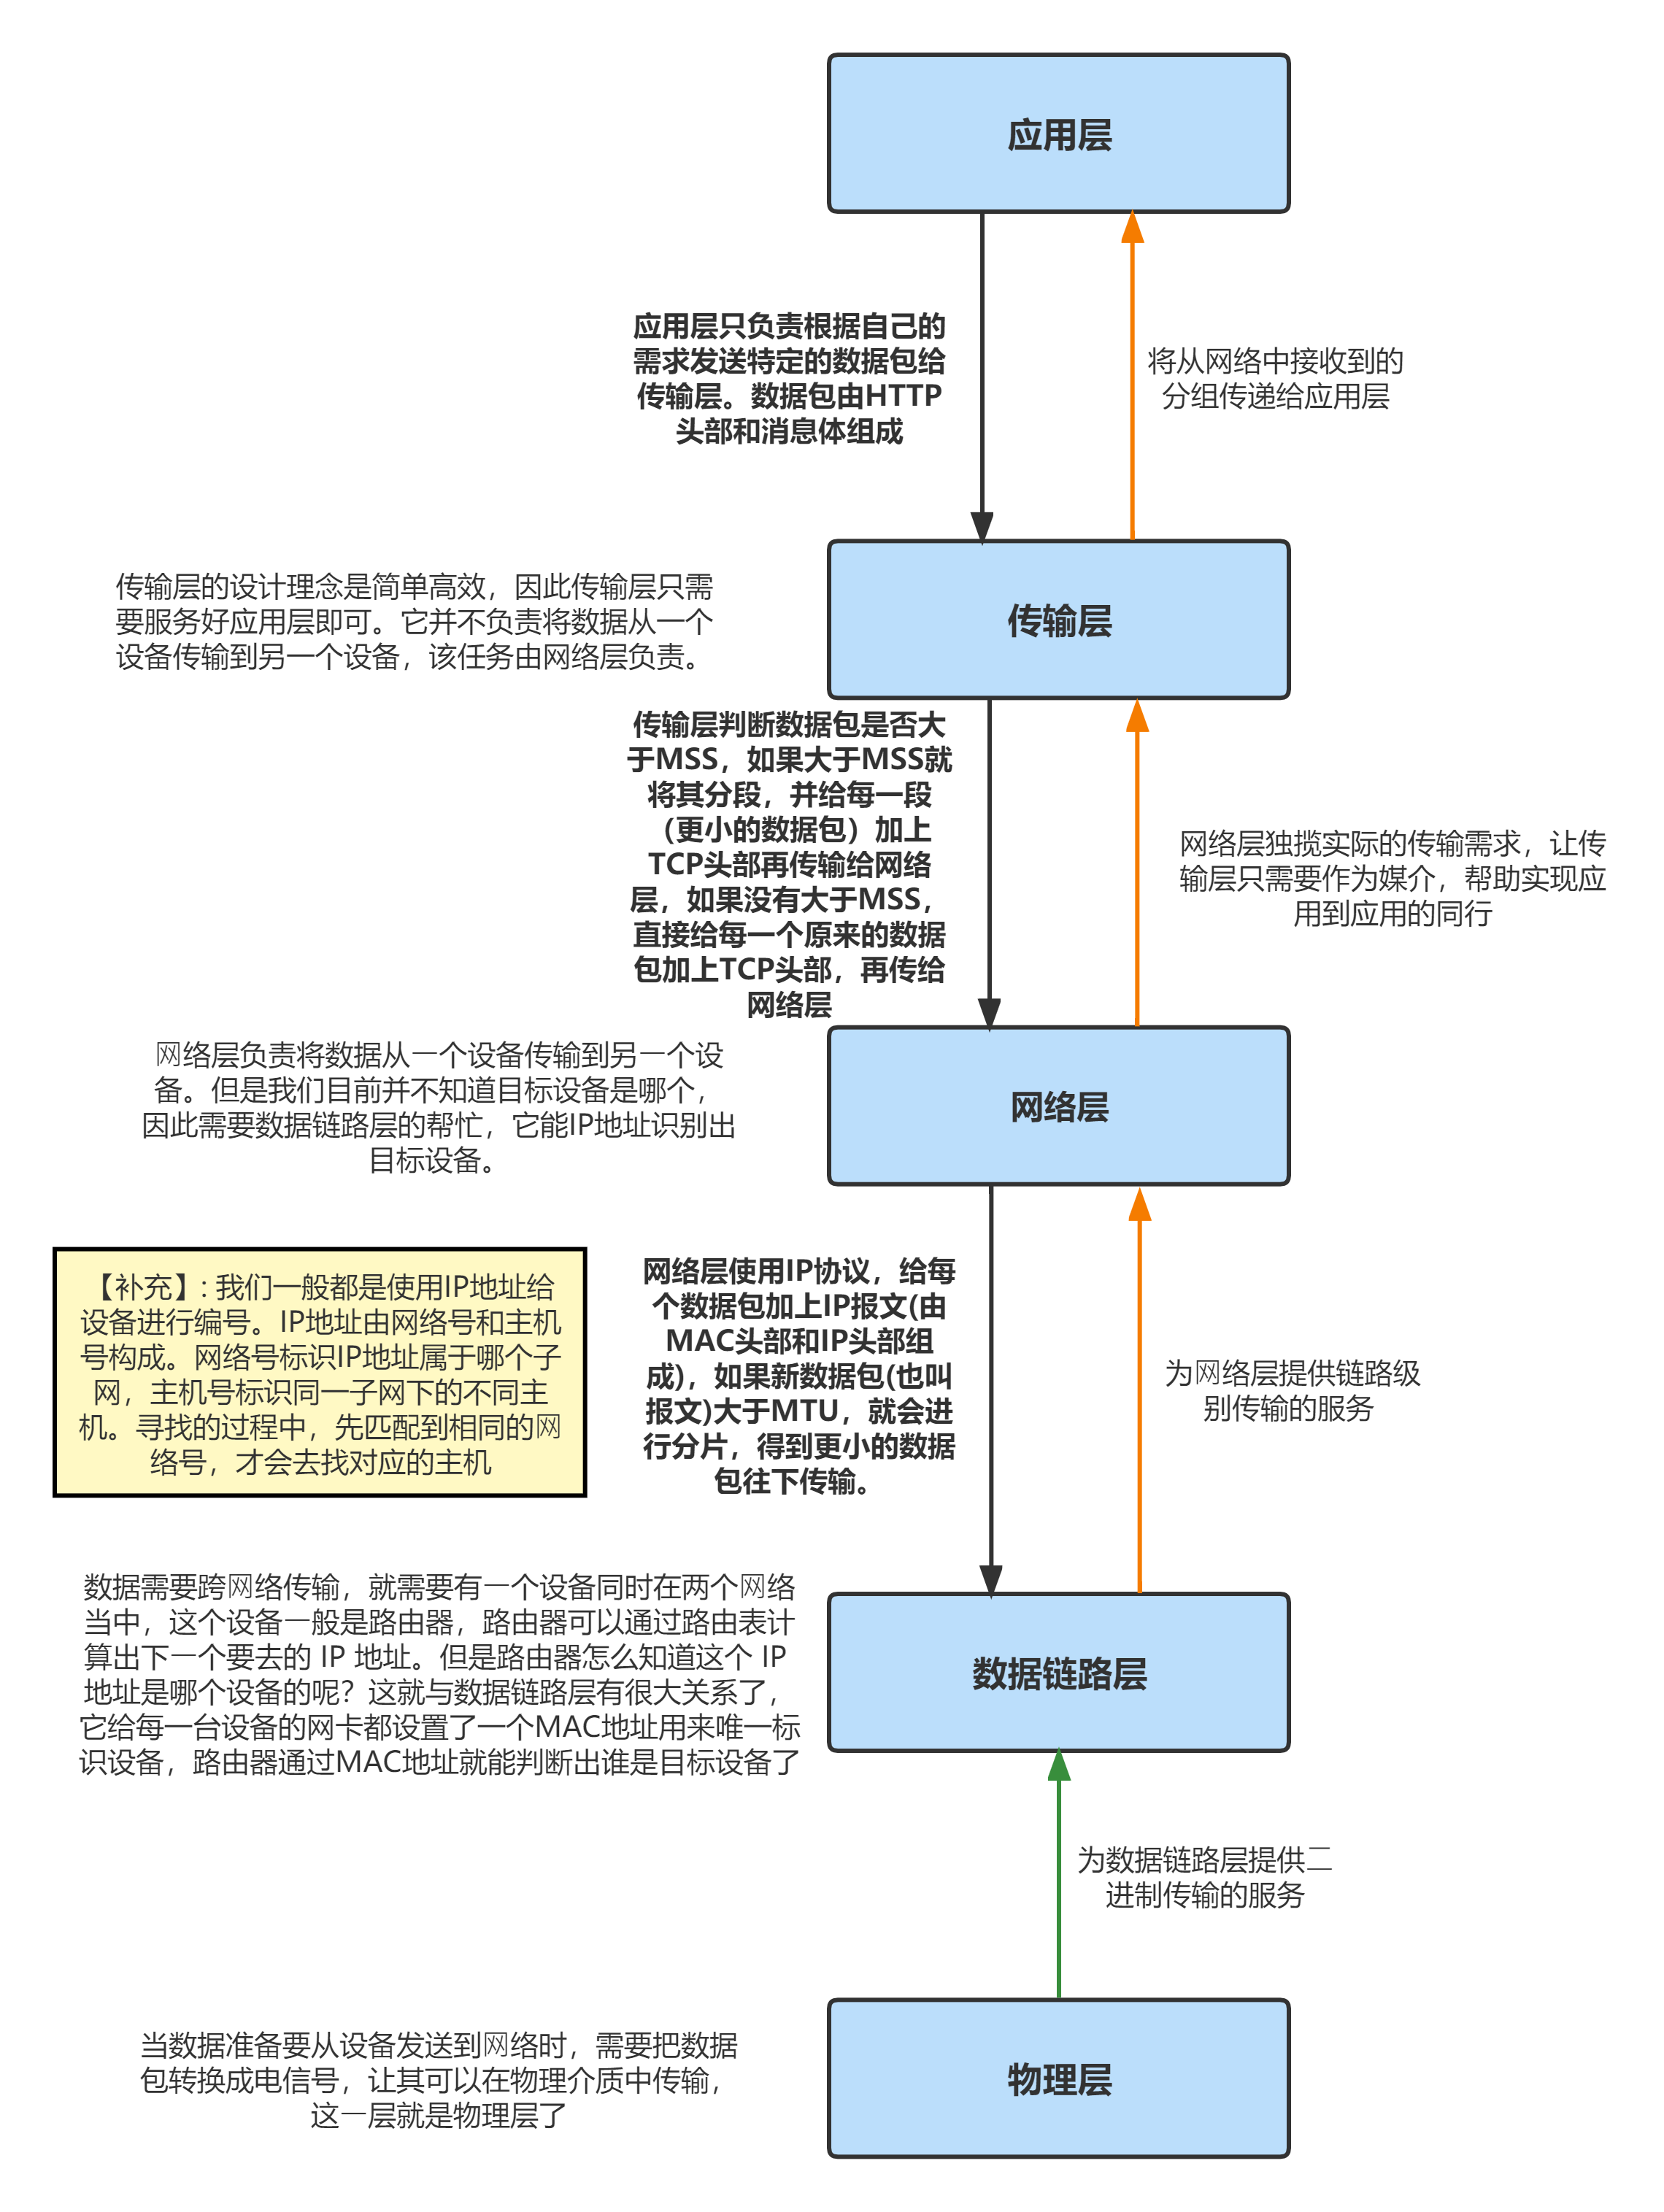 应用层
应用层只负责根据自己的
需求发送特定的数据包给
传输层。数据包由HTTP
头部和消息体组成
将从网络中接收到的
分组传递给应用层
传输层的设计理念是简单高效，因此传输层只需
要服务好应用层即可。它并不负责将数据从一个
设备传输到另一个设备，该任务由网络层负责。
传输层
传输层判断数据包是否大
于MSS，如果大于MSS就
将其分段，并给每一段
（更小的数据包）加上
TCP头部再传输给网络
层，如果没有大于MSS，
直接给每一个原来的数据
包加上TCP头部，再传给
网络层
网络层独揽实际的传输需求，让传
输层只需要作为媒介，帮助实现应
用到应用的同行
网络层负责将数据从一个设备传输到另一个设
备。但是我们目前并不知道目标设备是哪个，
因此需要数据链路层的帮忙，它能IP地址识别出
目标设备。
网络层
【补充】: 我们一般都是使用IP地址给
设备进行编号。IP地址由网络号和主机
号构成。网络号标识IP地址属于哪个子
网，主机号标识同一子网下的不同主
机。寻找的过程中，先匹配到相同的网
络号，才会去找对应的主机
网络层使用IP协议，给每
个数据包加上IP报文(由
MAC头部和IP头部组
成)，如果新数据包(也叫
报文)大于MTU，就会进
行分片，得到更小的数据
包往下传输。
为网络层提供链路级
别传输的服务
数据需要跨网络传输，就需要有一个设备同时在两个网络
当中，这个设备一般是路由器，路由器可以通过路由表计
算出下一个要去的 IP 地址。但是路由器怎么知道这个 IP
地址是哪个设备的呢？这就与数据链路层有很大关系了，
它给每一台设备的网卡都设置了一个MAC地址用来唯一标
识设备，路由器通过MAC地址就能判断出谁是目标设备了
数据链路层
为数据链路层提供二
进制传输的服务
当数据准备要从设备发送到网络时，需要把数据
包转换成电信号，让其可以在物理介质中传输，
这一层就是物理层了
物理层